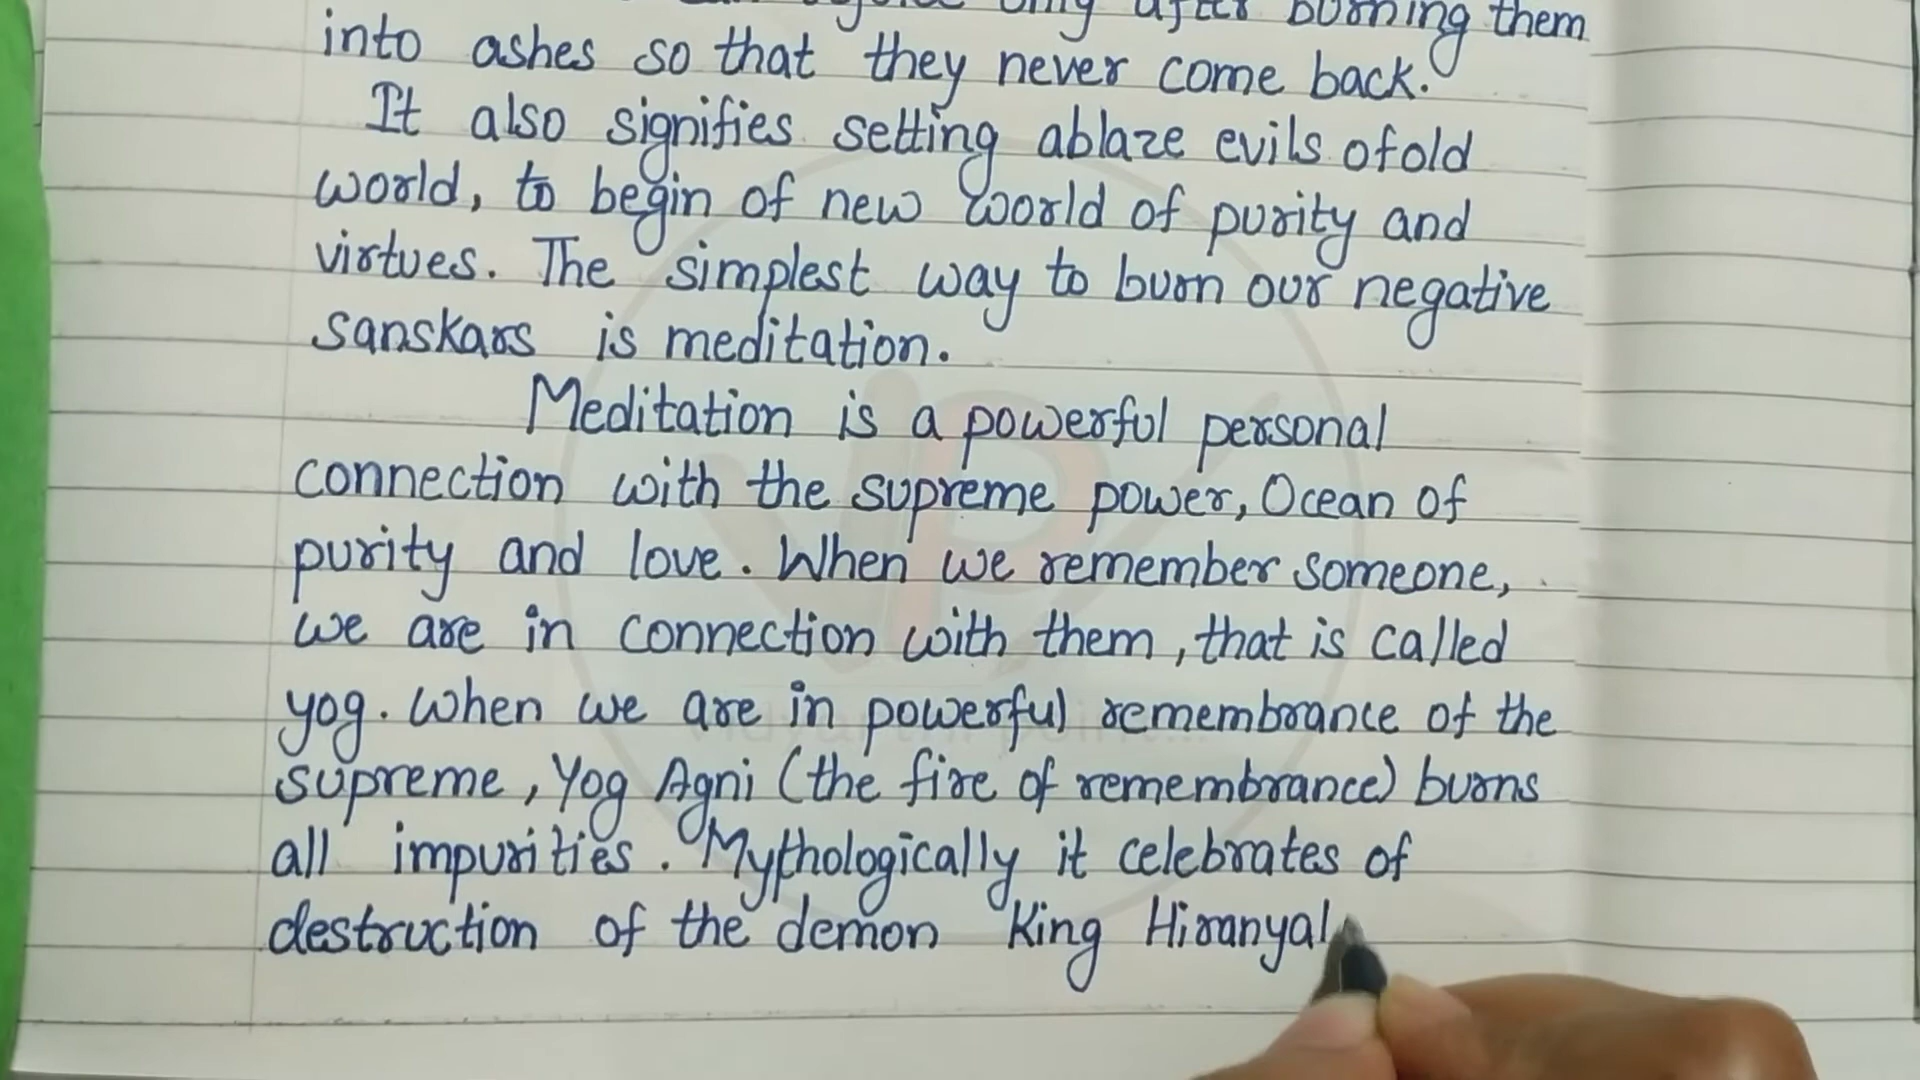 only after burning them
into ashes so that they never come back.
It also signifies setting ablaze evils of old
world, to begin of new world of purity and
virtues. The simplest way to burn our negative
sanskars is meditation.
Meditation is a powerful personal
connection with the supreme power, Ocean of
purity and love. When we remember someone,
we are in connection with them, that is called
yog. When we are in powerful remembrance of the
supreme, Yog Agni (the fire of remembrance) burns
all impurities. Mythologically it celebrates of
destruction of the demon King